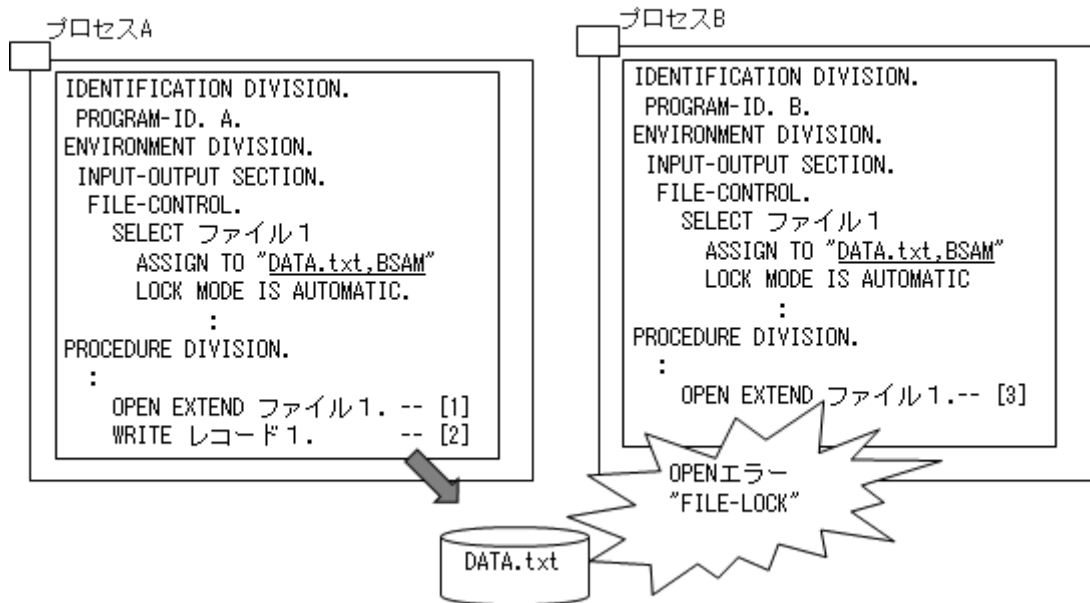 プロセスA
IDENTIFICATION DIVISION.
PROGRAM-ID. A.
ENVIRONMENT DIVISION.
INPUT-OUTPUT SECTION.
FILE-CONTROL.
SELECT ファイル1
ASSIGN TO "DATA.txt,BSAM"
LOCK MODE IS AUTOMATIC.
:
PROCEDURE DIVISION.
:
OPEN EXTEND ファイル1. -- [1]
WRITE レコード1. -- [2]
プロセスB
IDENTIFICATION DIVISION.
PROGRAM-ID. B.
ENVIRONMENT DIVISION.
INPUT-OUTPUT SECTION.
FILE-CONTROL.
SELECT ファイル1
ASSIGN TO "DATA.txt,BSAM"
LOCK MODE IS AUTOMATIC
:
PROCEDURE DIVISION.
:
OPEN EXTEND ファイル1.-- [3]
OPENエラー
"FILE-LOCK"
DATA.txt